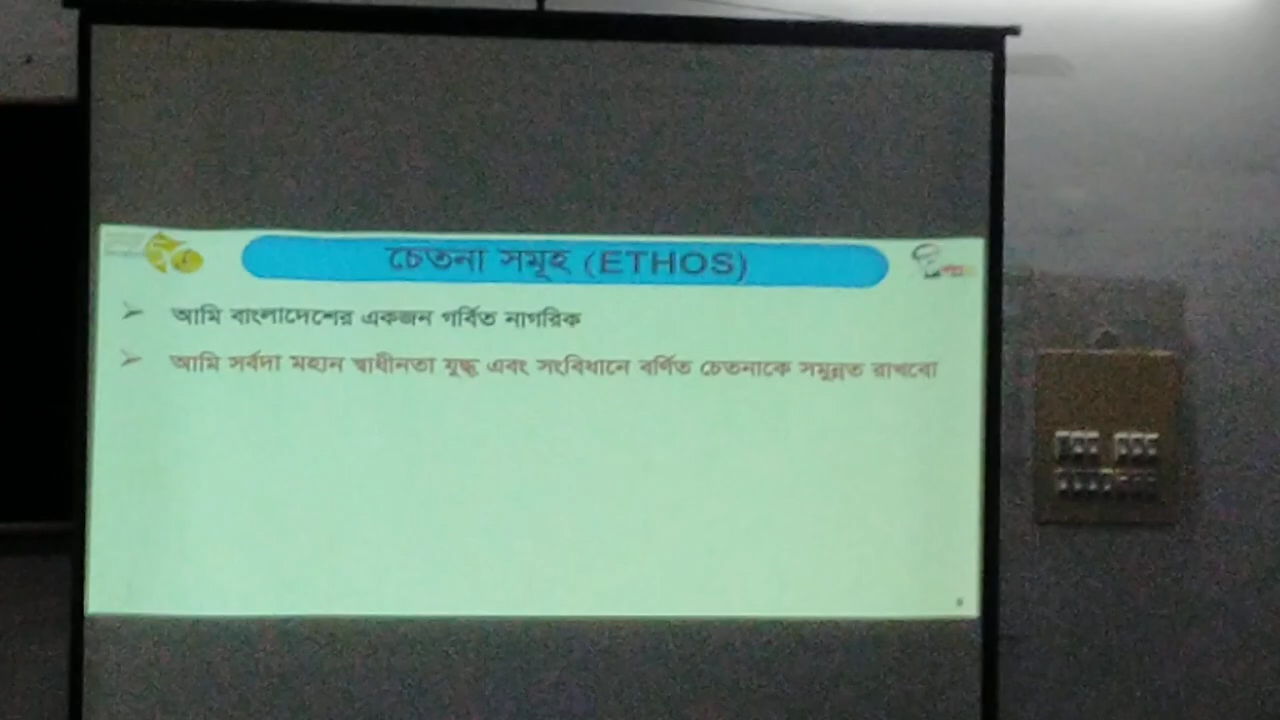 চেতনা সমূহ (ETHOS)
আমি বাংলাদেশের একজন গর্বিত নাগরিক
আমি সর্বদা মহান স্বাধীনতা যুদ্ধ এবং সংবিধানে বর্ণিত চেতনাকে সমুন্নত রাখবো